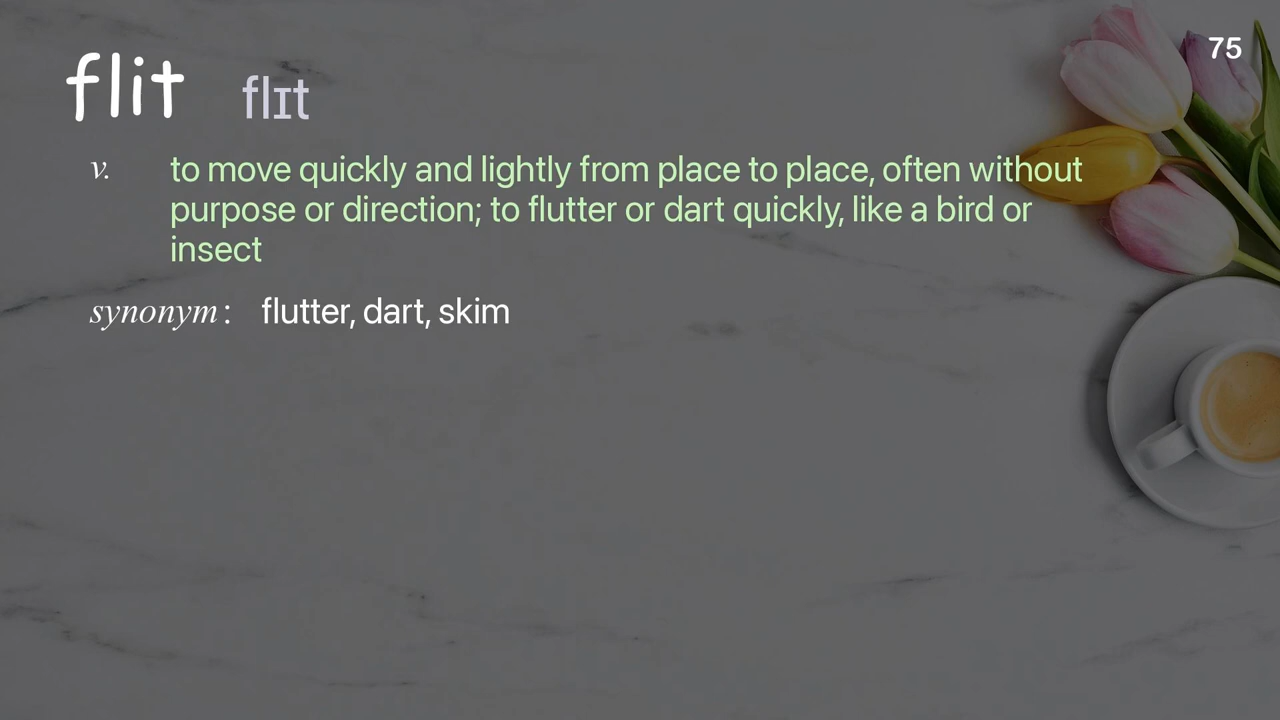 75
flit flɪt
v. to move quickly and lightly from place to place, often without
purpose or direction; to flutter or dart quickly, like a bird or
insect
synonym : flutter, dart, skim